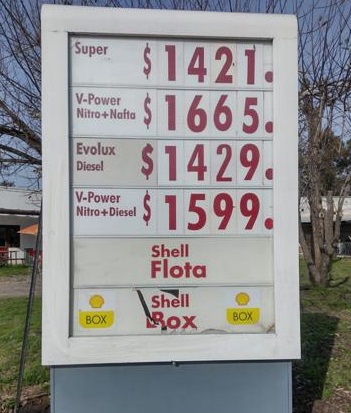 Super $1421.
V-Power
Nitro+Nafta $1665.
Evolux
Diesel $1429.
V-Power
Nitro+Diesel $1599.
Shell
Flota
Shell
BOX Box BOX